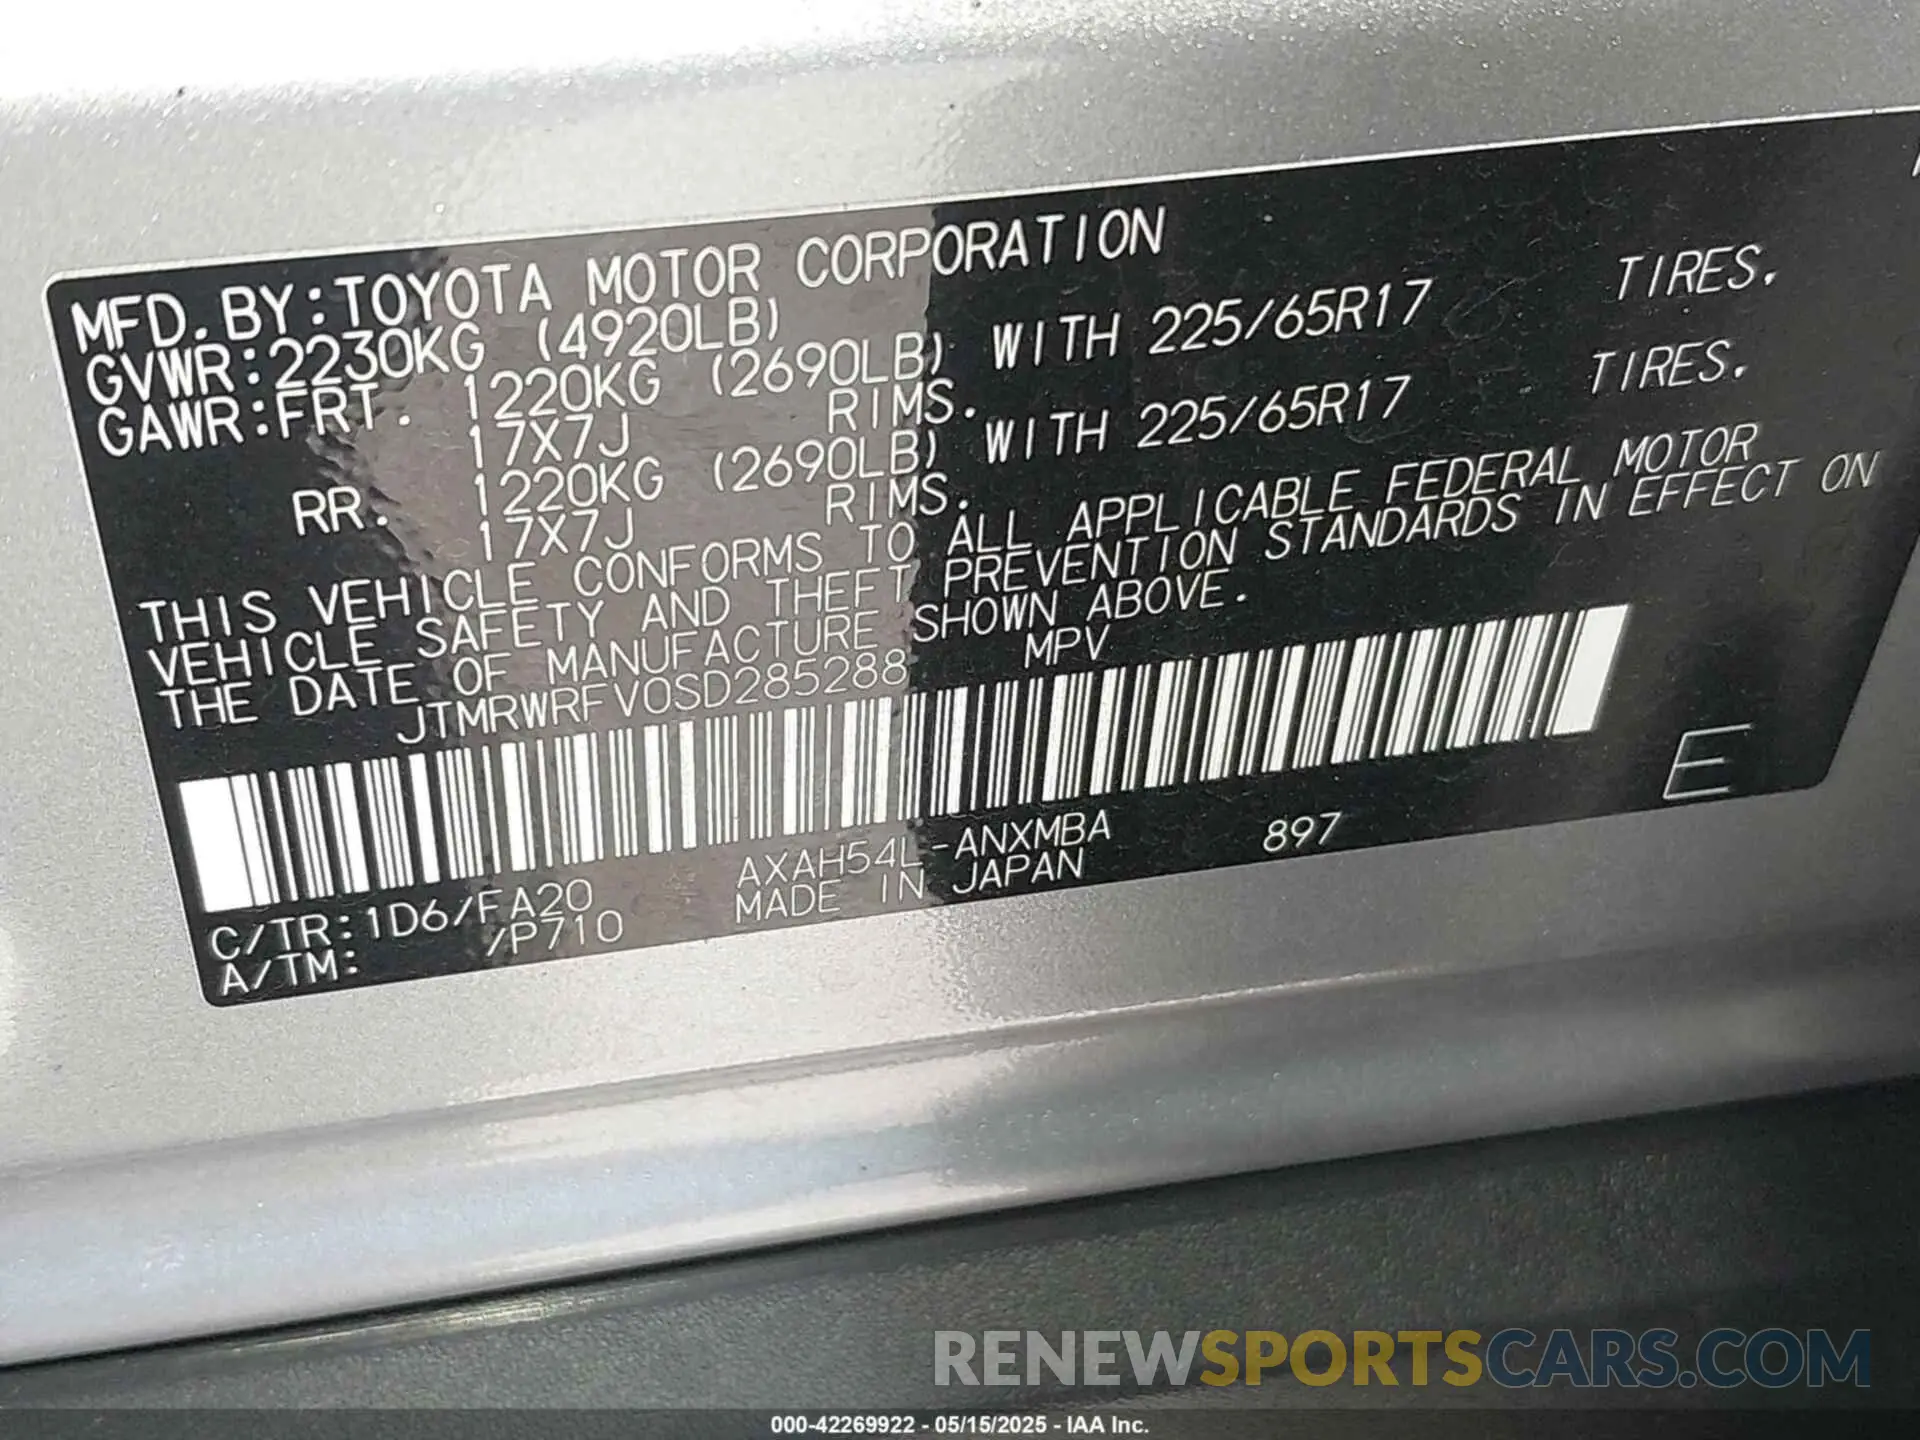 MFD. BY: TOYOTA MOTOR CORPORATION
GVWR: 2230KG (4920LB)
GAWR: FRT. 1220KG (2690LB) WITH 225/65R17 TIRES,
17X7J RIMS.
RR. 1220KG (2690LB) WITH 225/65R17 TIRES,
17X7J RIMS.
THIS VEHICLE CONFORMS TO ALL APPLICABLE FEDERAL MOTOR
VEHICLE SAFETY AND THEFT PREVENTION STANDARDS IN EFFECT ON
THE DATE OF MANUFACTURE SHOWN ABOVE.
JTMRWRFV0SD285288 MPV
E
AXAH54L-ANXMBA 897
C/TR: 1D6/FA20 MADE IN JAPAN
A/TM: /P710
RENEWSPORTSCARS.COM
000-42269922 - 05/15/2025 - IAA Inc.